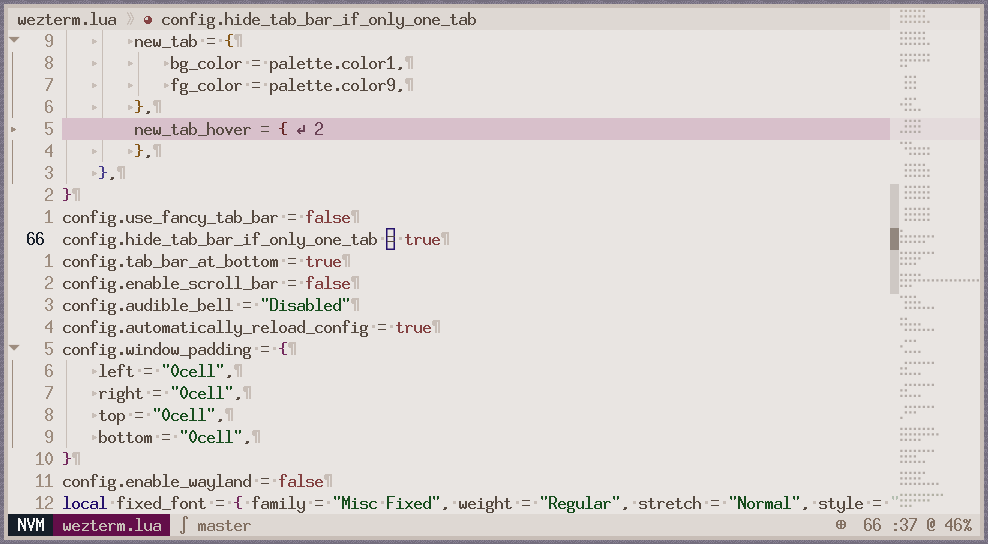 wezterm.lua » config.hide_tab_bar_if_only_one_tab
9 new_tab = {¶
8 bg_color = palette.color1,¶
7 fg_color = palette.color9,¶
6 },¶
5 new_tab_hover = { ↵ 2
4 },¶
3 },¶
2 }¶
1 config.use_fancy_tab_bar = false¶
66 config.hide_tab_bar_if_only_one_tab = true¶
1 config.tab_bar_at_bottom = true¶
2 config.enable_scroll_bar = false¶
3 config.audible_bell = "Disabled"¶
4 config.automatically_reload_config = true¶
5 config.window_padding = {¶
6 left = "0cell",¶
7 right = "0cell",¶
8 top = "0cell",¶
9 bottom = "0cell",¶
10 }¶
11 config.enable_wayland = false¶
12 local fixed_font = { family = "Misc Fixed", weight = "Regular", stretch = "Normal", style = "
NVM wezterm.lua ʃ master ⊕ 66 :37 @ 46%